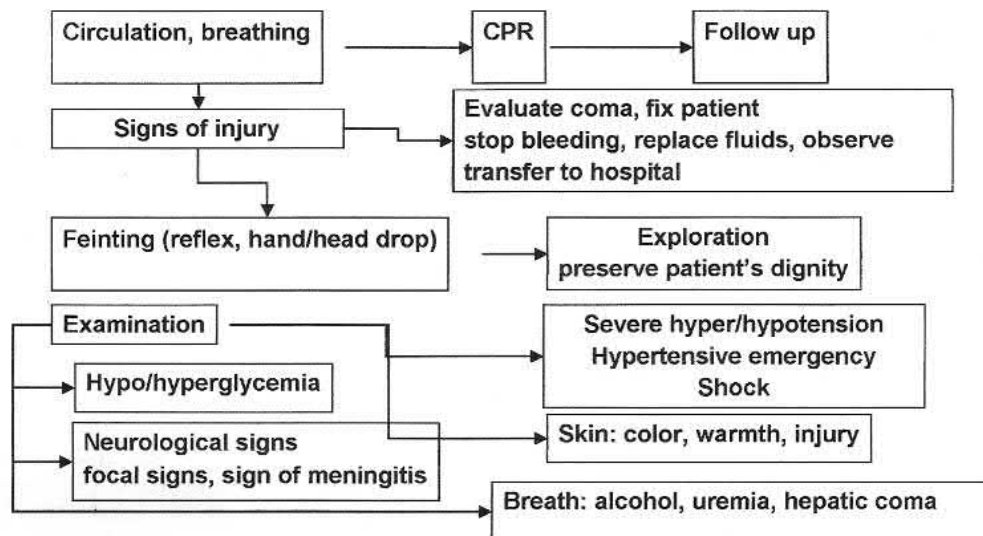 Circulation, breathing
CPR
Follow up
Signs of injury
Evaluate coma, fix patient
stop bleeding, replace fluids, observe
transfer to hospital
Feinting (reflex, hand/head drop)
Exploration
preserve patient's dignity
Examination
Severe hyper/hypotension
Hypertensive emergency
Shock
Hypo/hyperglycemia
Skin: color, warmth, injury
Neurological signs
focal signs, sign of meningitis
Breath: alcohol, uremia, hepatic coma